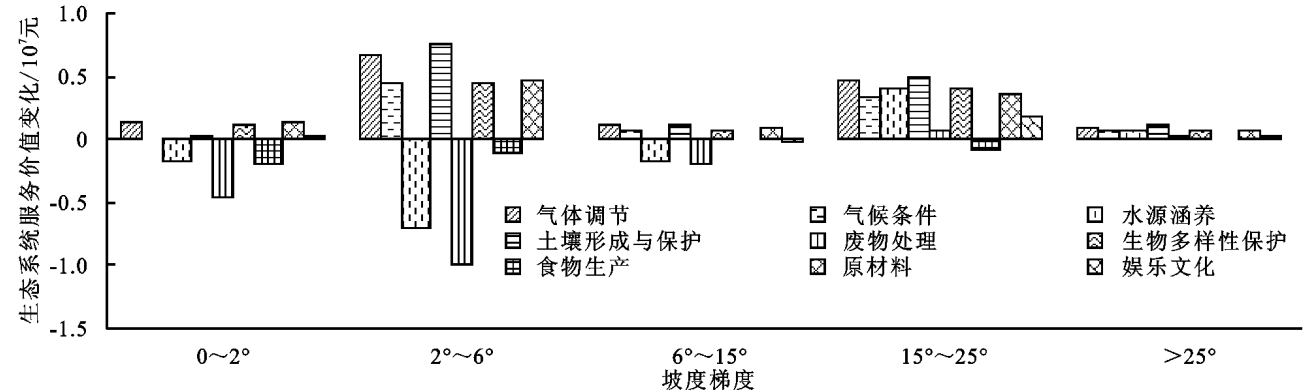 生态系统服务价值变化/10⁷元
1.0
0.5
0
-0.5
-1.0
-1.5
气体调节 气候条件 水源涵养
土壤形成与保护 废物处理 生物多样性保护
食物生产 原材料 娱乐文化
0～2° 2°～6° 6°～15° 15°～25° ＞25°
坡度梯度